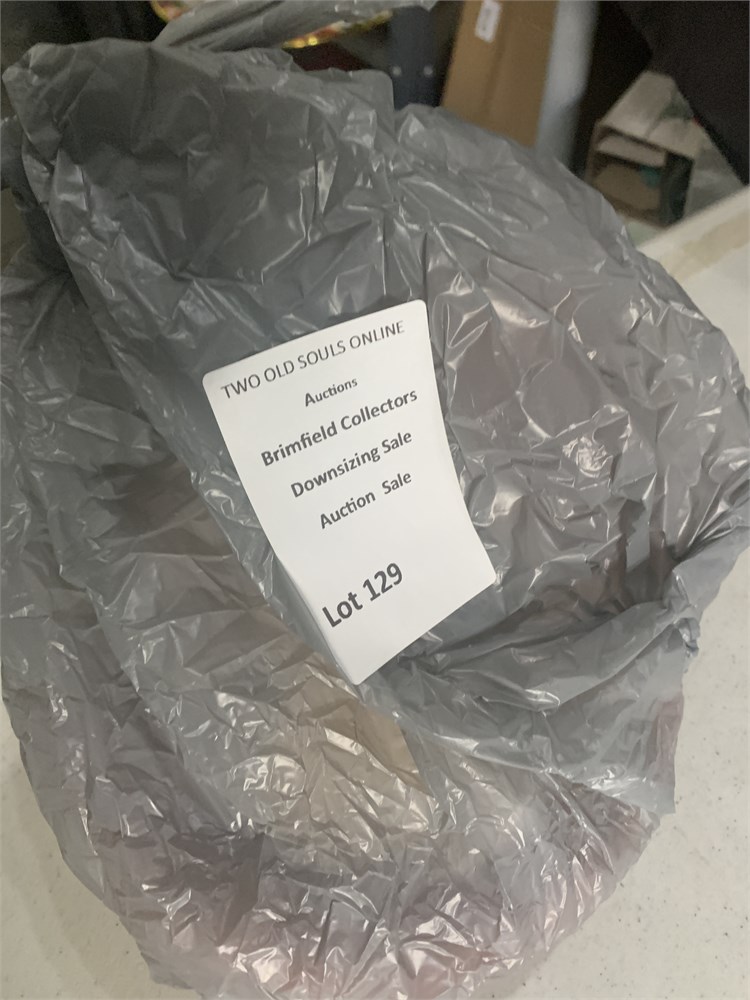 TWO OLD SOULS ONLINE
Auctions
Brimfield Collectors
Downsizing Sale
Auction Sale
Lot 129